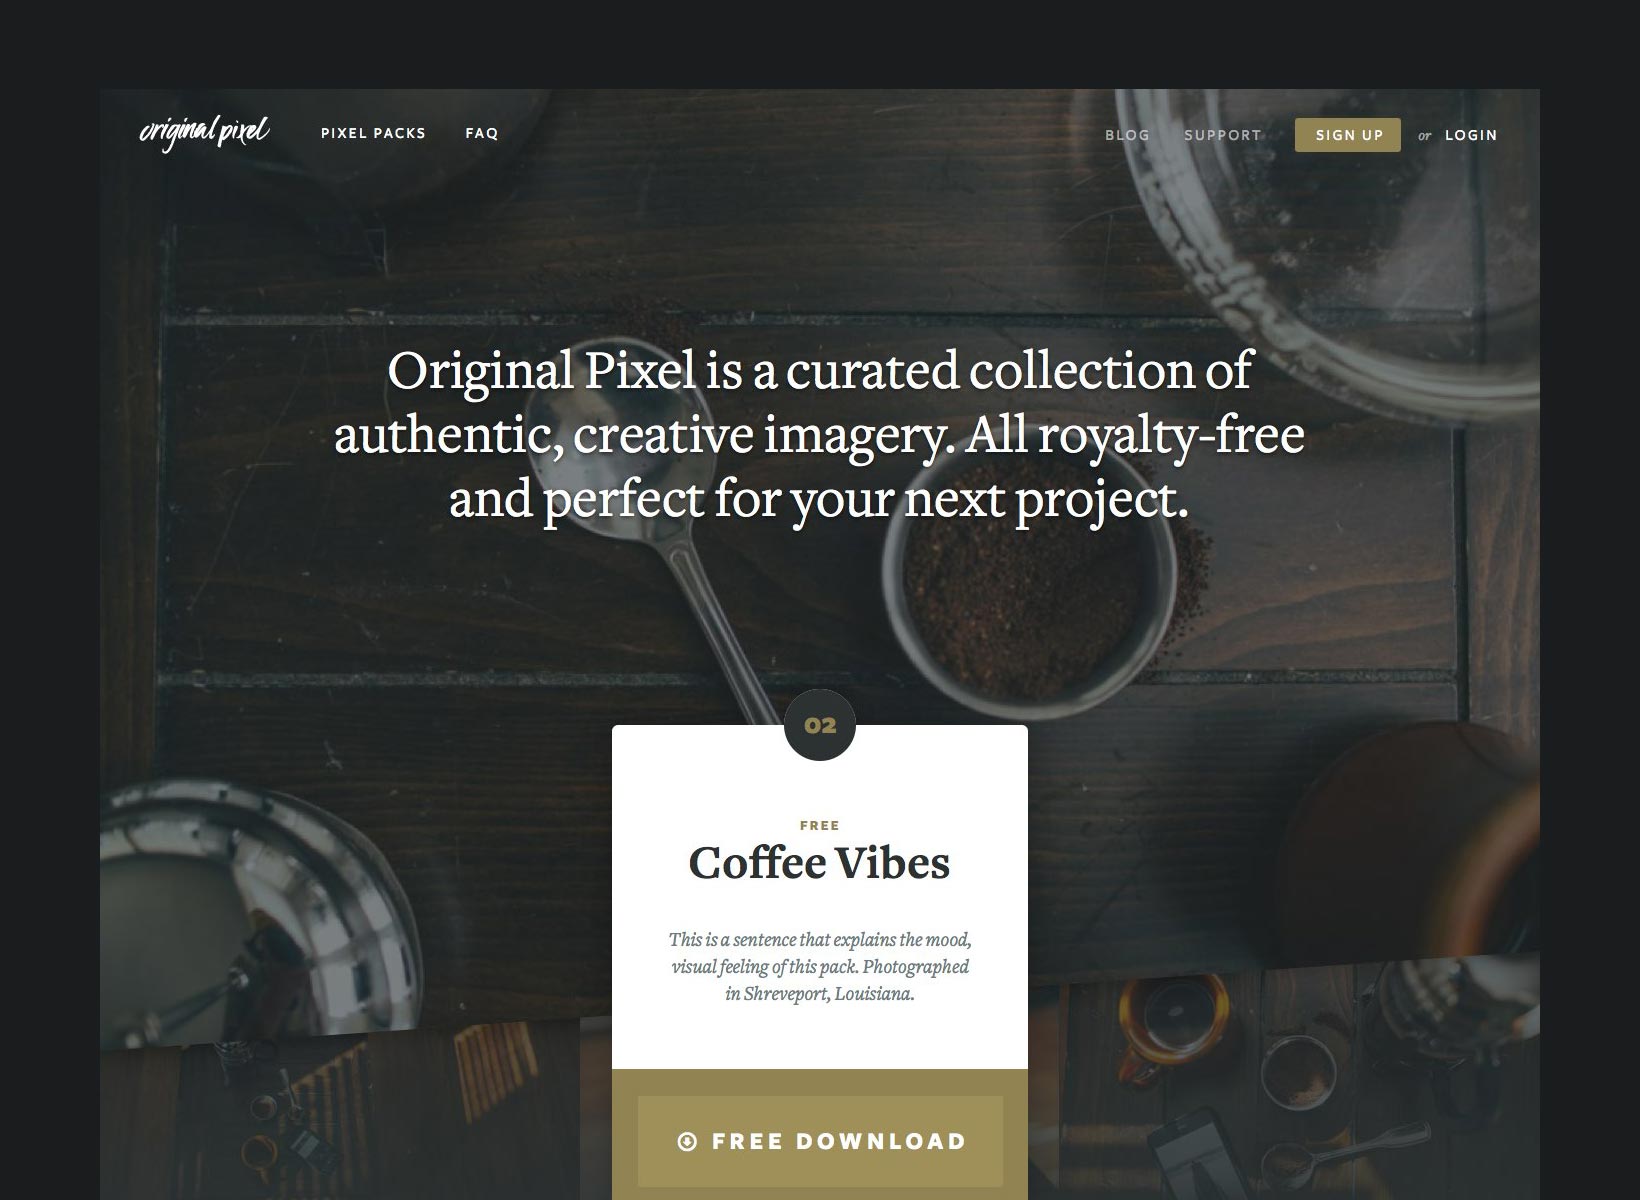 original pixel
PIXEL PACKS
FAQ
BLOG
SUPPORT
SIGN UP
or
LOGIN
Original Pixel is a curated collection of
authentic, creative imagery. All royalty-free
and perfect for your next project.
02
FREE
Coffee Vibes
This is a sentence that explains the mood,
visual feeling of this pack. Photographed
in Shreveport, Louisiana.
FREE DOWNLOAD